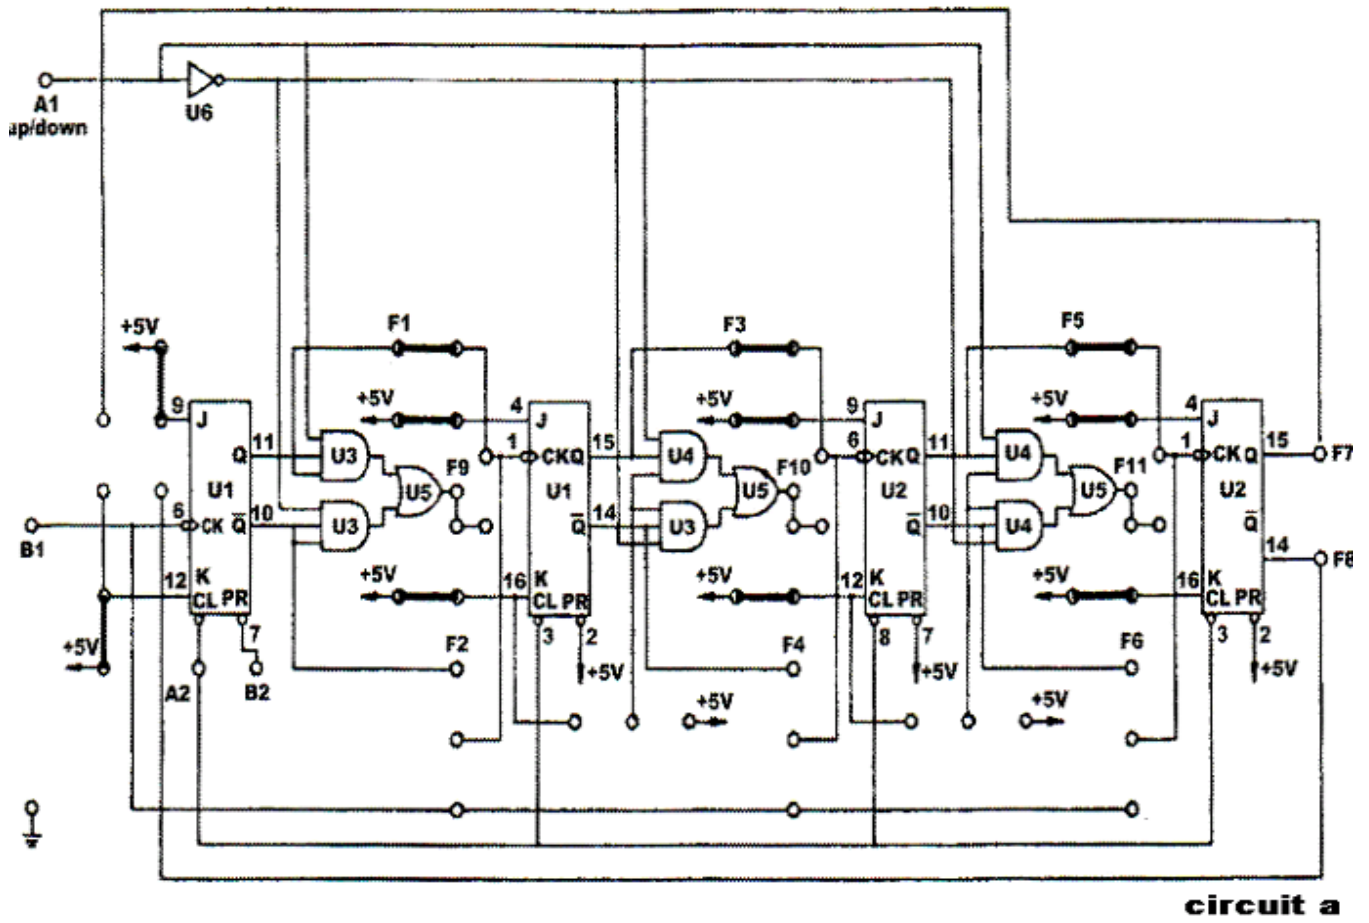 A1
up/down
U6
+5V
F1
F3
F5
9
J
+5V
4
J
+5V
9
J
+5V
4
J
11
Q
U3
F9
1
CK Q
15
U4
F10
6
CK Q
11
U4
F11
1
CK Q
15
F7
U1
U5
U1
U5
U2
U5
U2
B1
6
CK
Q̅
10
U3
Q̅
14
U3
Q̅
10
U4
Q̅
14
F8
12
K
CL PR
+5V
16
K
CL PR
+5V
12
K
CL PR
+5V
16
K
CL PR
7
3
2
8
7
3
2
+5V
A2
B2
F2
+5V
F4
+5V
F6
+5V
+5V
+5V
circuit a